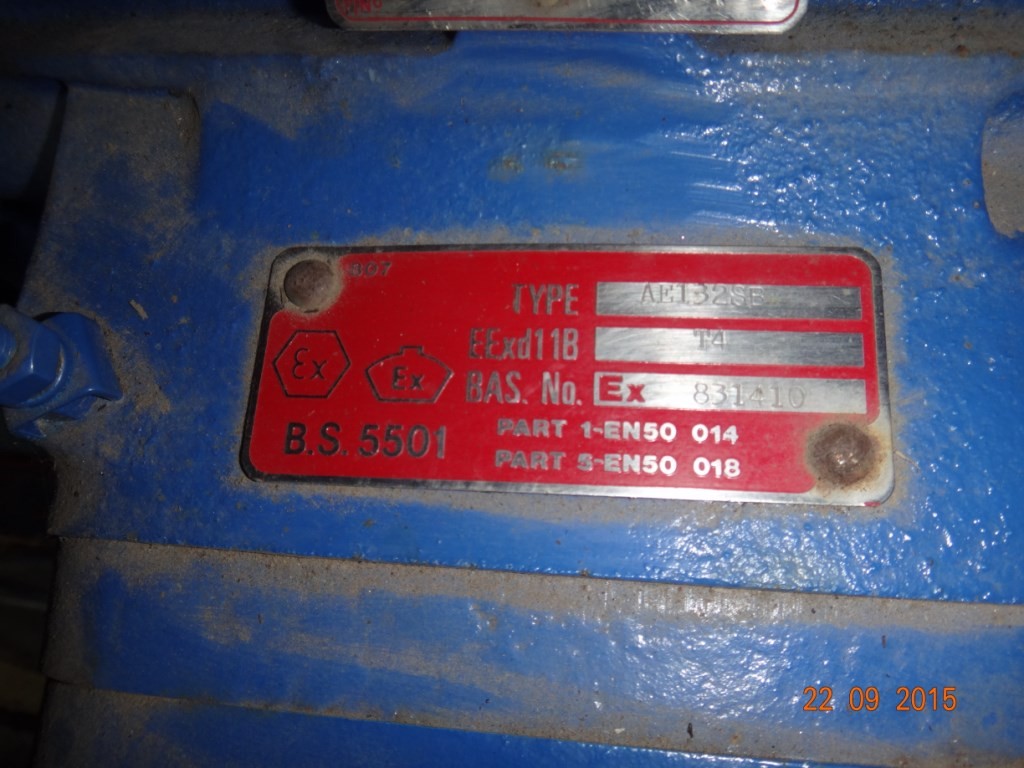 907
TYPE AE132SB
EExd11B T4
Ex Ex BAS. No. Ex 831410
B.S. 5501 PART 1-EN50 014
PART 5-EN50 018
22 09 2015